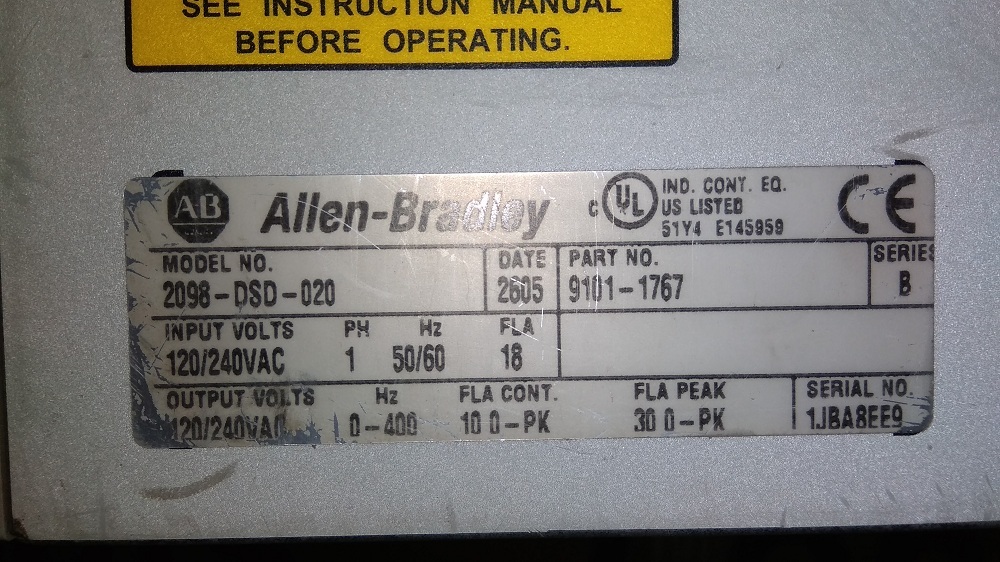 SEE INSTRUCTION MANUAL
BEFORE OPERATING.
AB Allen-Bradley
c UL IND. CONT. EQ.
US LISTED
51Y4 E145959
CE
MODEL NO. DATE PART NO. SERIES
2098-DSD-020 2605 9101-1767 B
INPUT VOLTS PH Hz FLA
120/240VAC 1 50/60 18
OUTPUT VOLTS Hz FLA CONT. FLA PEAK SERIAL NO.
120/240VAC 0-400 10 0-PK 30 0-PK 1JBA8EE9